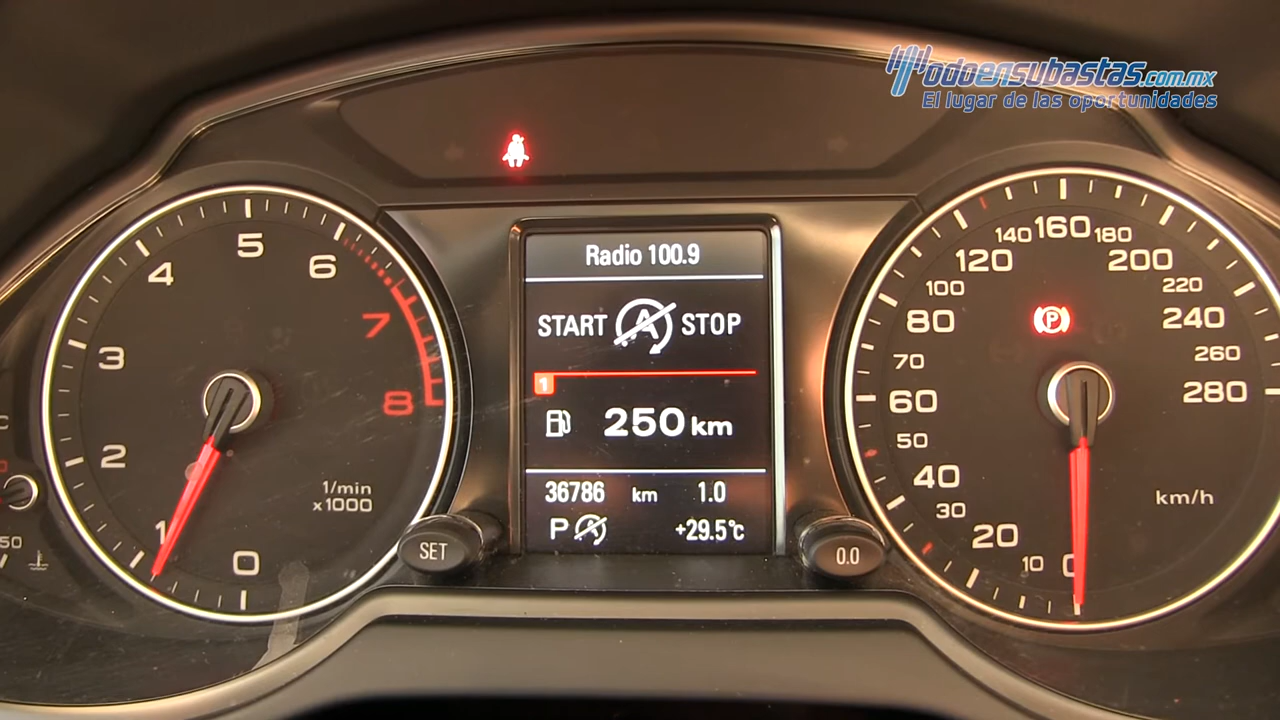 Todoensubastas.com.mx
El lugar de las oportunidades
Radio 100.9
START A STOP
1
250 km
36786 km 1.0
P A +29.5°C
SET
0.0
0
1
2
3
4
5
6
7
8
1/min
x1000
0
10
20
30
40
50
60
70
80
100
120
140
160
180
200
220
240
260
280
km/h
P
C
50